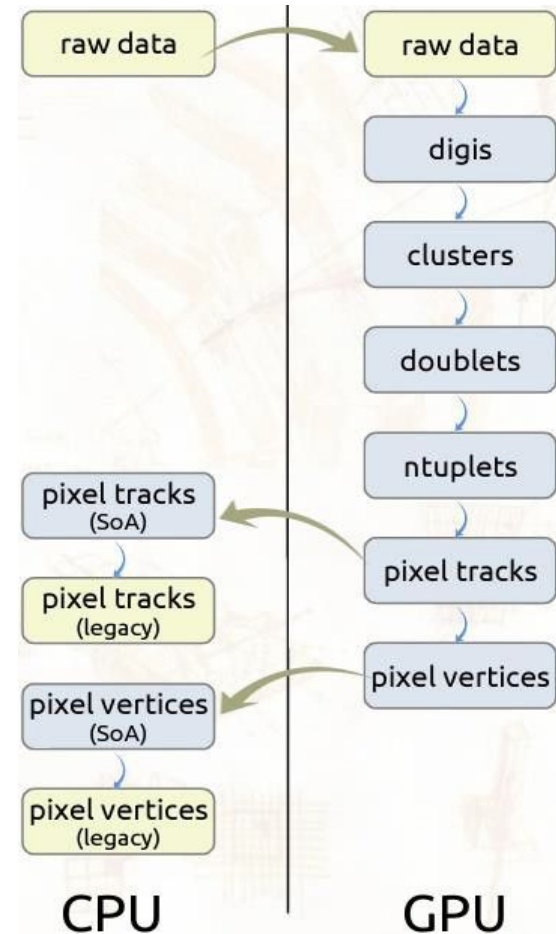 raw data
raw data
digis
clusters
doublets
ntuplets
pixel tracks
(SoA)
pixel tracks
pixel tracks
(legacy)
pixel vertices
pixel vertices
(SoA)
pixel vertices
(legacy)
CPU
GPU